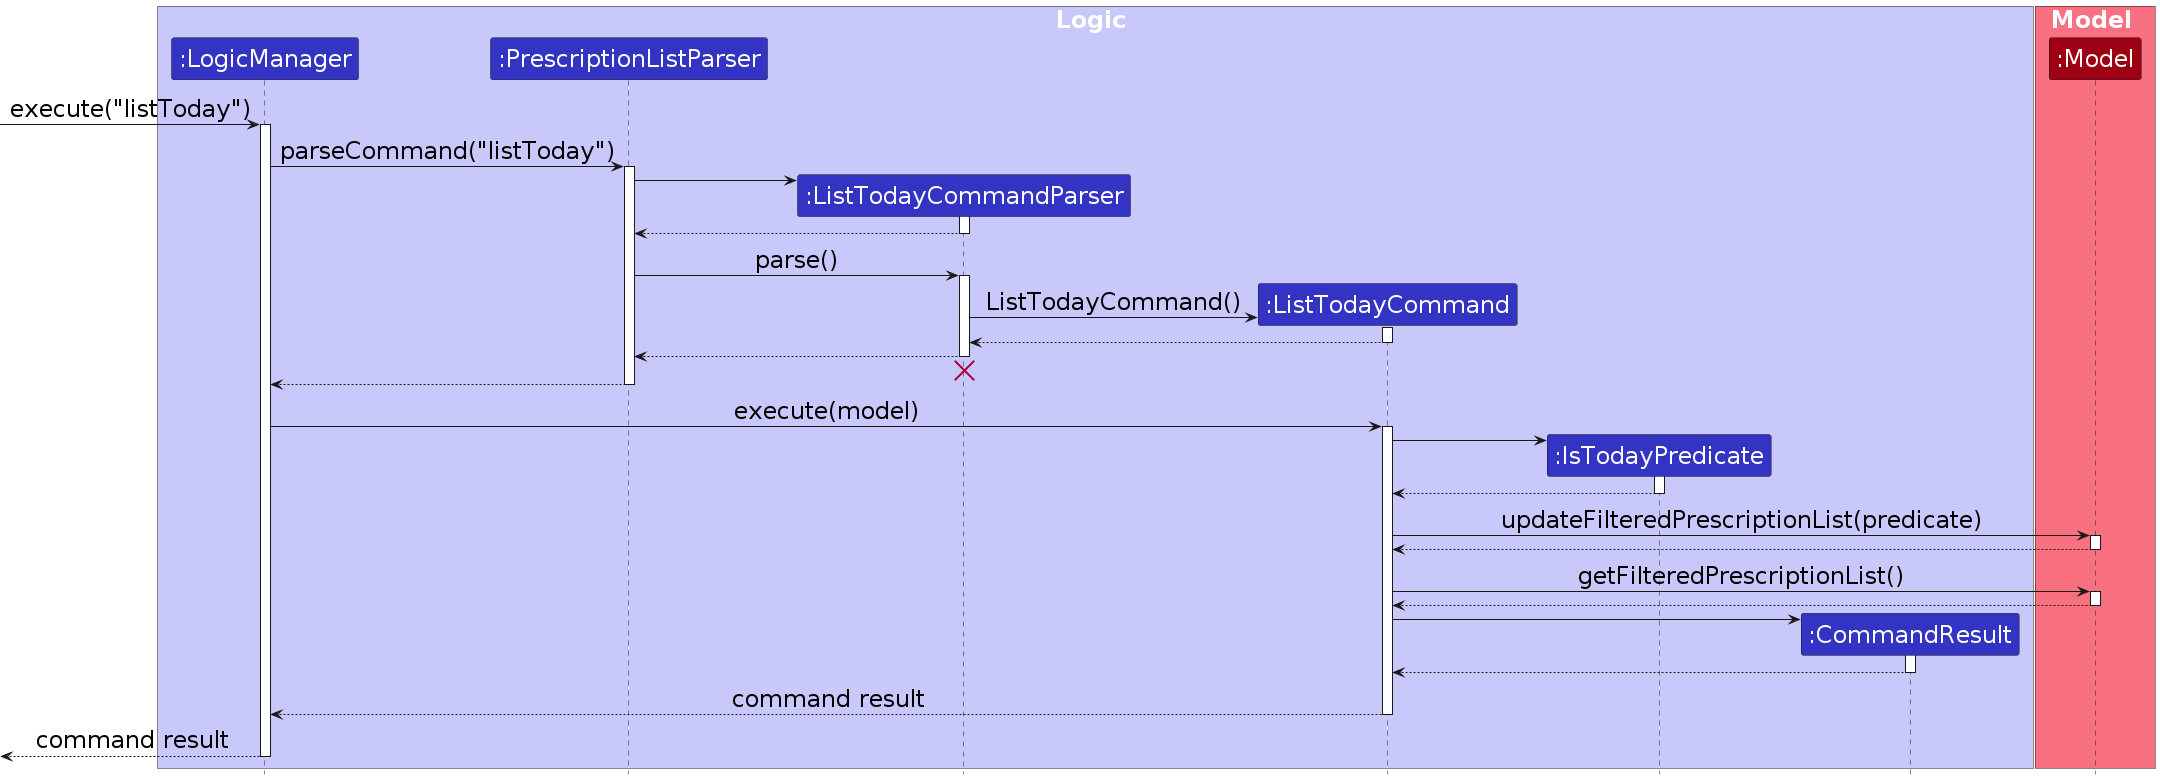 Logic
Model
:LogicManager
:PrescriptionListParser
:Model
execute("listToday")
parseCommand("listToday")
:ListTodayCommandParser
parse()
ListTodayCommand()
:ListTodayCommand
execute(model)
:IsTodayPredicate
updateFilteredPrescriptionList(predicate)
getFilteredPrescriptionList()
:CommandResult
command result
command result